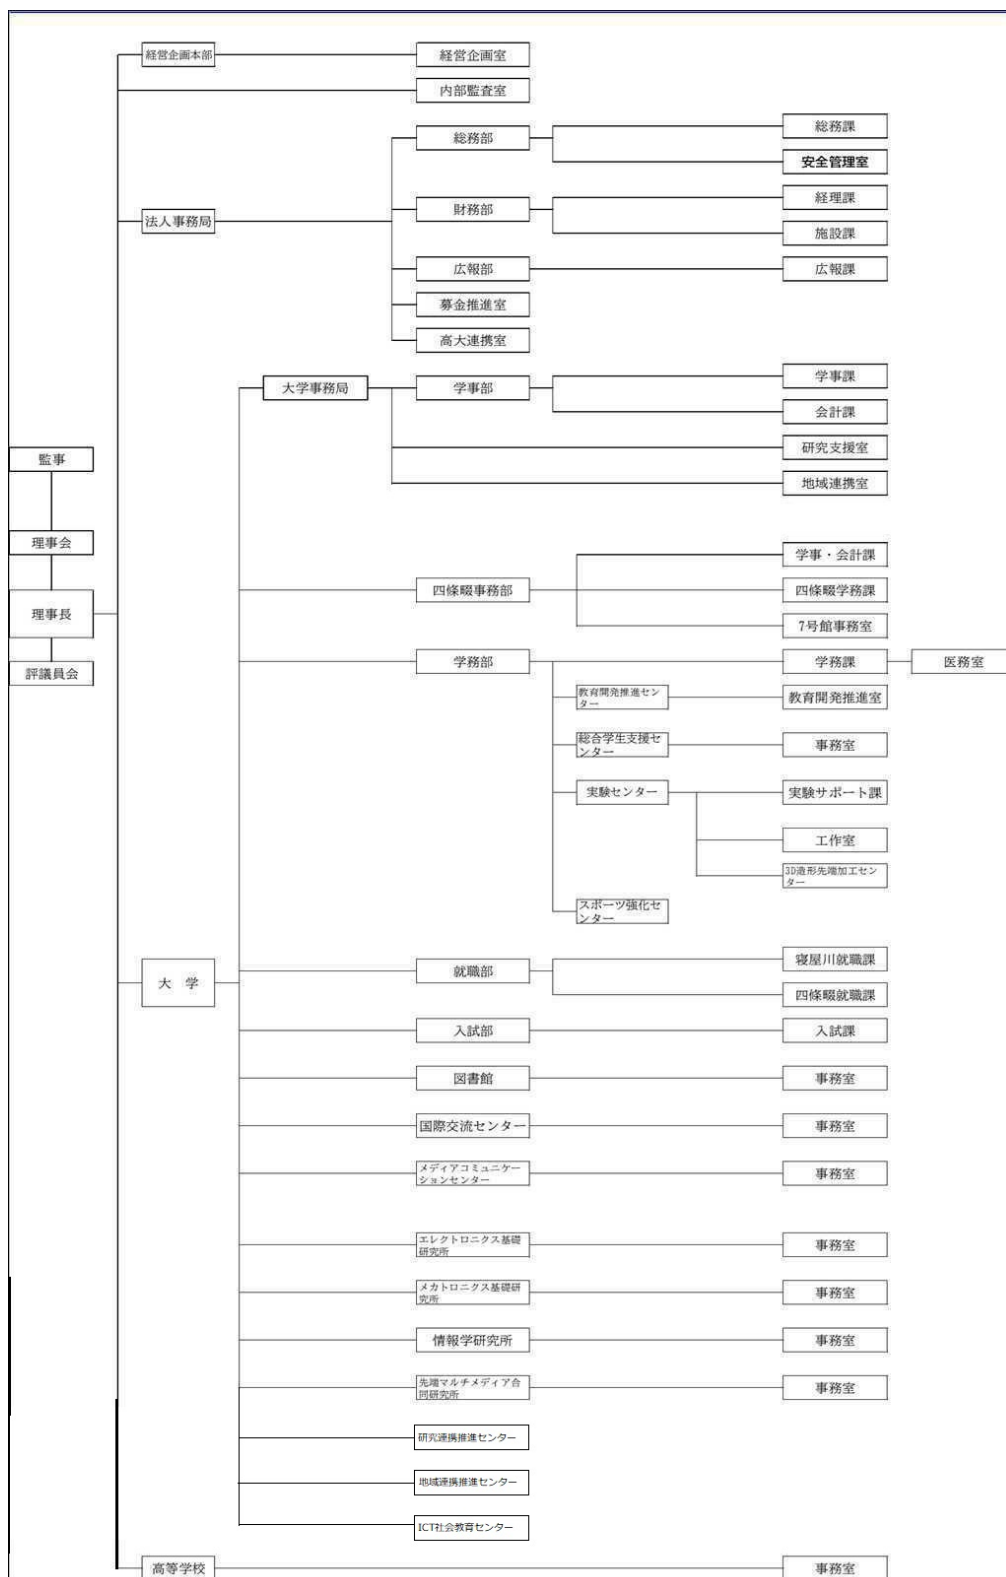 経営企画本部
経営企画室
内部監査室
総務課
総務部
安全管理室
経理課
財務部
法人事務局
施設課
広報部
広報課
募金推進室
高大連携室
学事課
大学事務局
学事部
会計課
研究支援室
監事
地域連携室
理事会
学事・会計課
四條畷事務部
四條畷学務課
理事長
7号館事務室
学務部
学務課
医務室
評議員会
教育開発推進セン
ター
教育開発推進室
総合学生支援セ
ンター
事務室
実験センター
実験サポート課
工作室
3D造形先端加工セン
ター
スポーツ強化セ
ンター
寝屋川就職課
就職部
大 学
四條畷就職課
入試部
入試課
図書館
事務室
国際交流センター
事務室
メディアコミュニケー
ションセンター
事務室
エレクトロニクス基礎
研究所
事務室
メカトロニクス基礎研
究所
事務室
情報学研究所
事務室
先端マルチメディア合
同研究所
事務室
研究連携推進センター
地域連携推進センター
ICT社会教育センター
高等学校
事務室